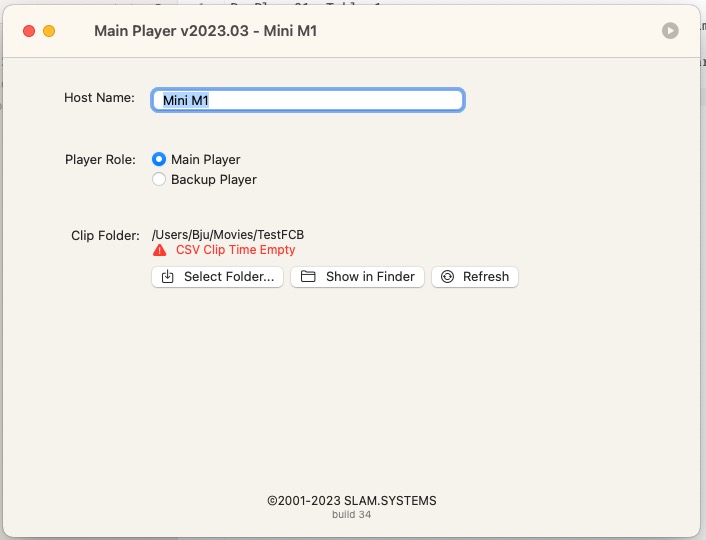 Main Player v2023.03 - Mini M1
Host Name: Mini M1
Player Role: Main Player
Backup Player
Clip Folder: /Users/Bju/Movies/TestFCB
CSV Clip Time Empty
Select Folder... Show in Finder Refresh
©2001-2023 SLAM.SYSTEMS
build 34